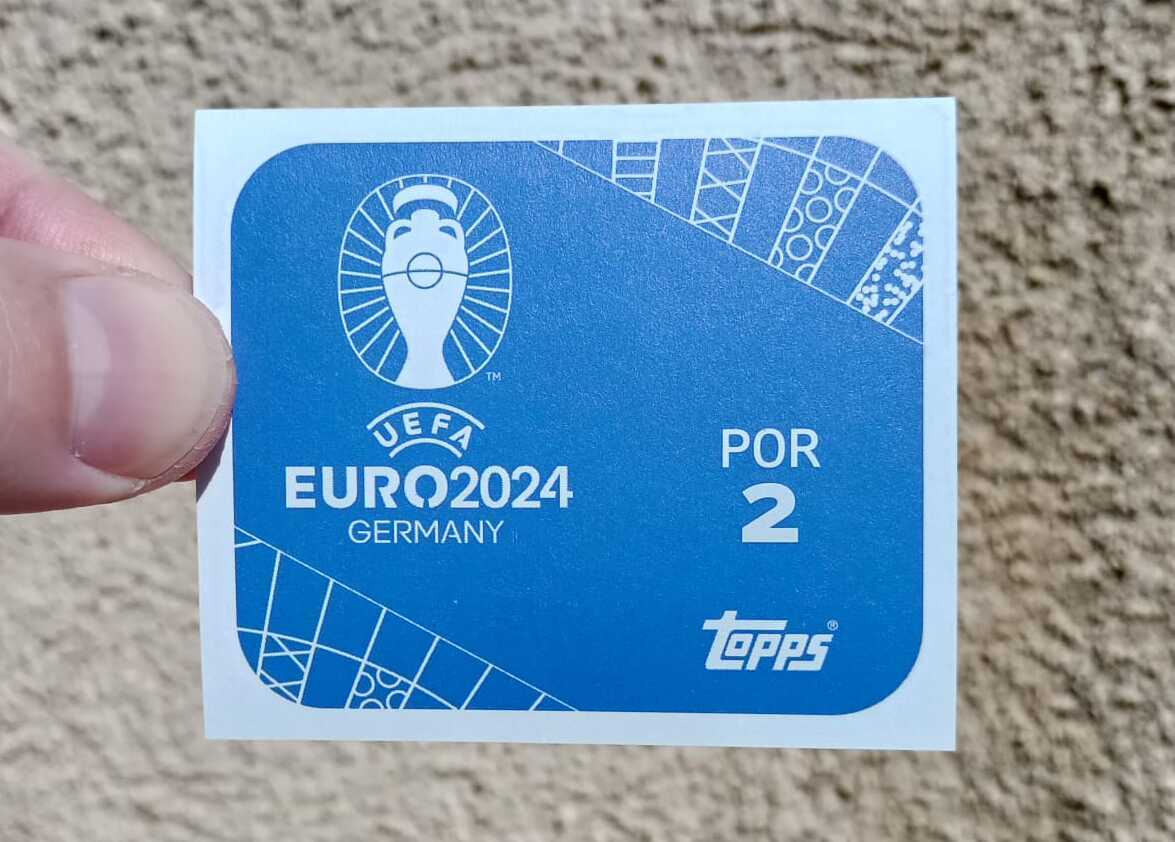 TM
UEFA
EURO2024
GERMANY
POR
2
TOPPS®